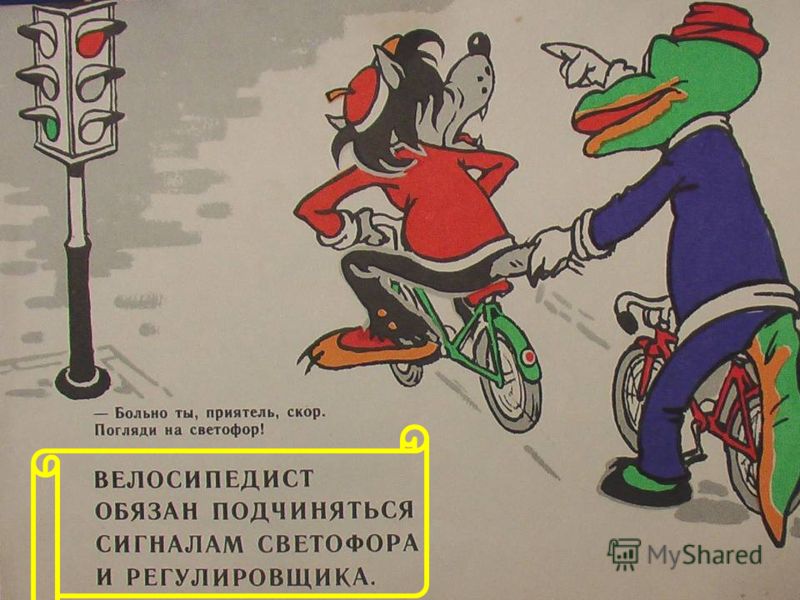 — Больно ты, приятель, скор.
Погляди на светофор!
ВЕЛОСИПЕДИСТ
ОБЯЗАН ПОДЧИНЯТЬСЯ
СИГНАЛАМ СВЕТОФОРА
И РЕГУЛИРОВЩИКА.
MyShared